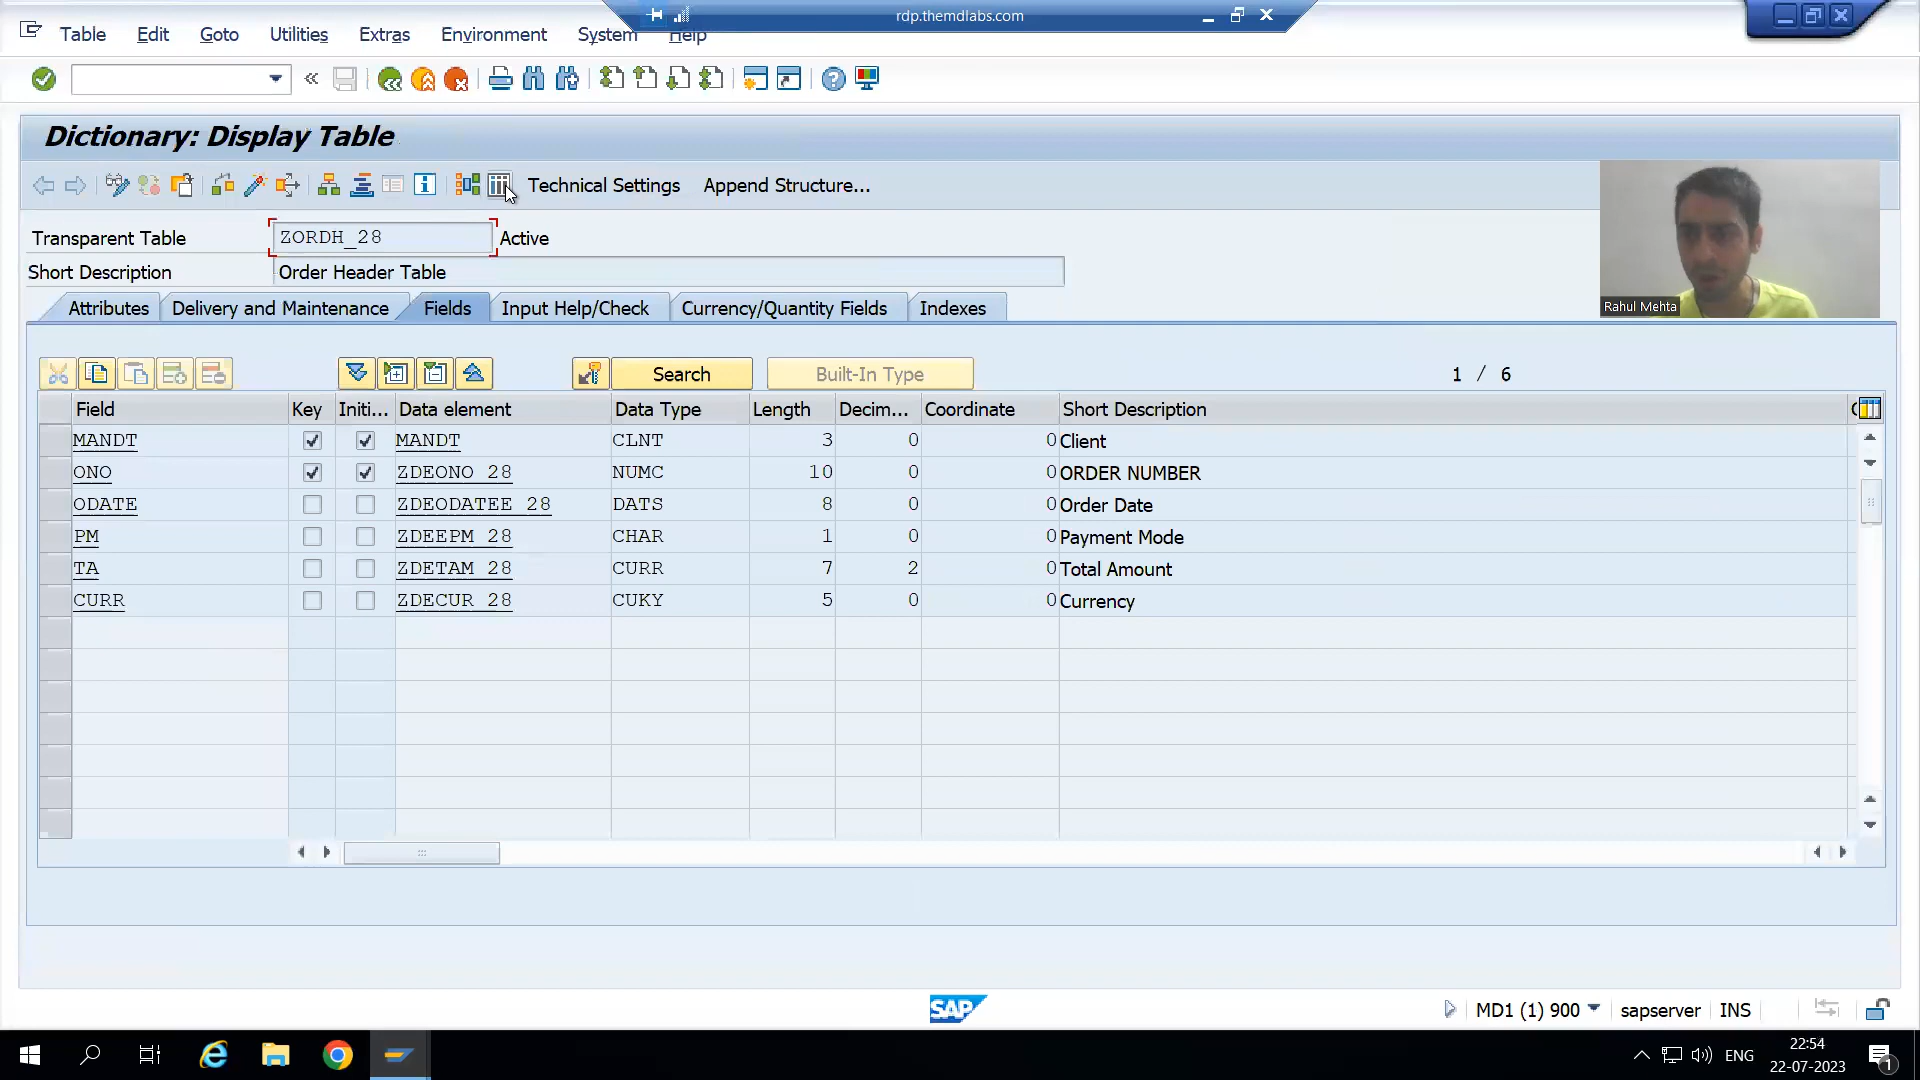 rdp.themdlabs.com
Table Edit Goto Utilities Extras Environment System Help
Dictionary: Display Table
Technical Settings Append Structure...
Transparent Table ZORDH_28 Active
Short Description Order Header Table
Rahul Mehta
Attributes Delivery and Maintenance Fields Input Help/Check Currency/Quantity Fields Indexes
Search Built-In Type 1 / 6
Field Key Initi... Data element Data Type Length Decim... Coordinate Short Description
MANDT MANDT CLNT 3 0 0 Client
ONO ZDEONO_28 NUMC 10 0 0 ORDER NUMBER
ODATE ZDEODATEE_28 DATS 8 0 0 Order Date
PM ZDEEPM_28 CHAR 1 0 0 Payment Mode
TA ZDETAM_28 CURR 7 2 0 Total Amount
CURR ZDECUR_28 CUKY 5 0 0 Currency
SAP
MD1 (1) 900 sapserver INS
ENG
22:54
22-07-2023
1